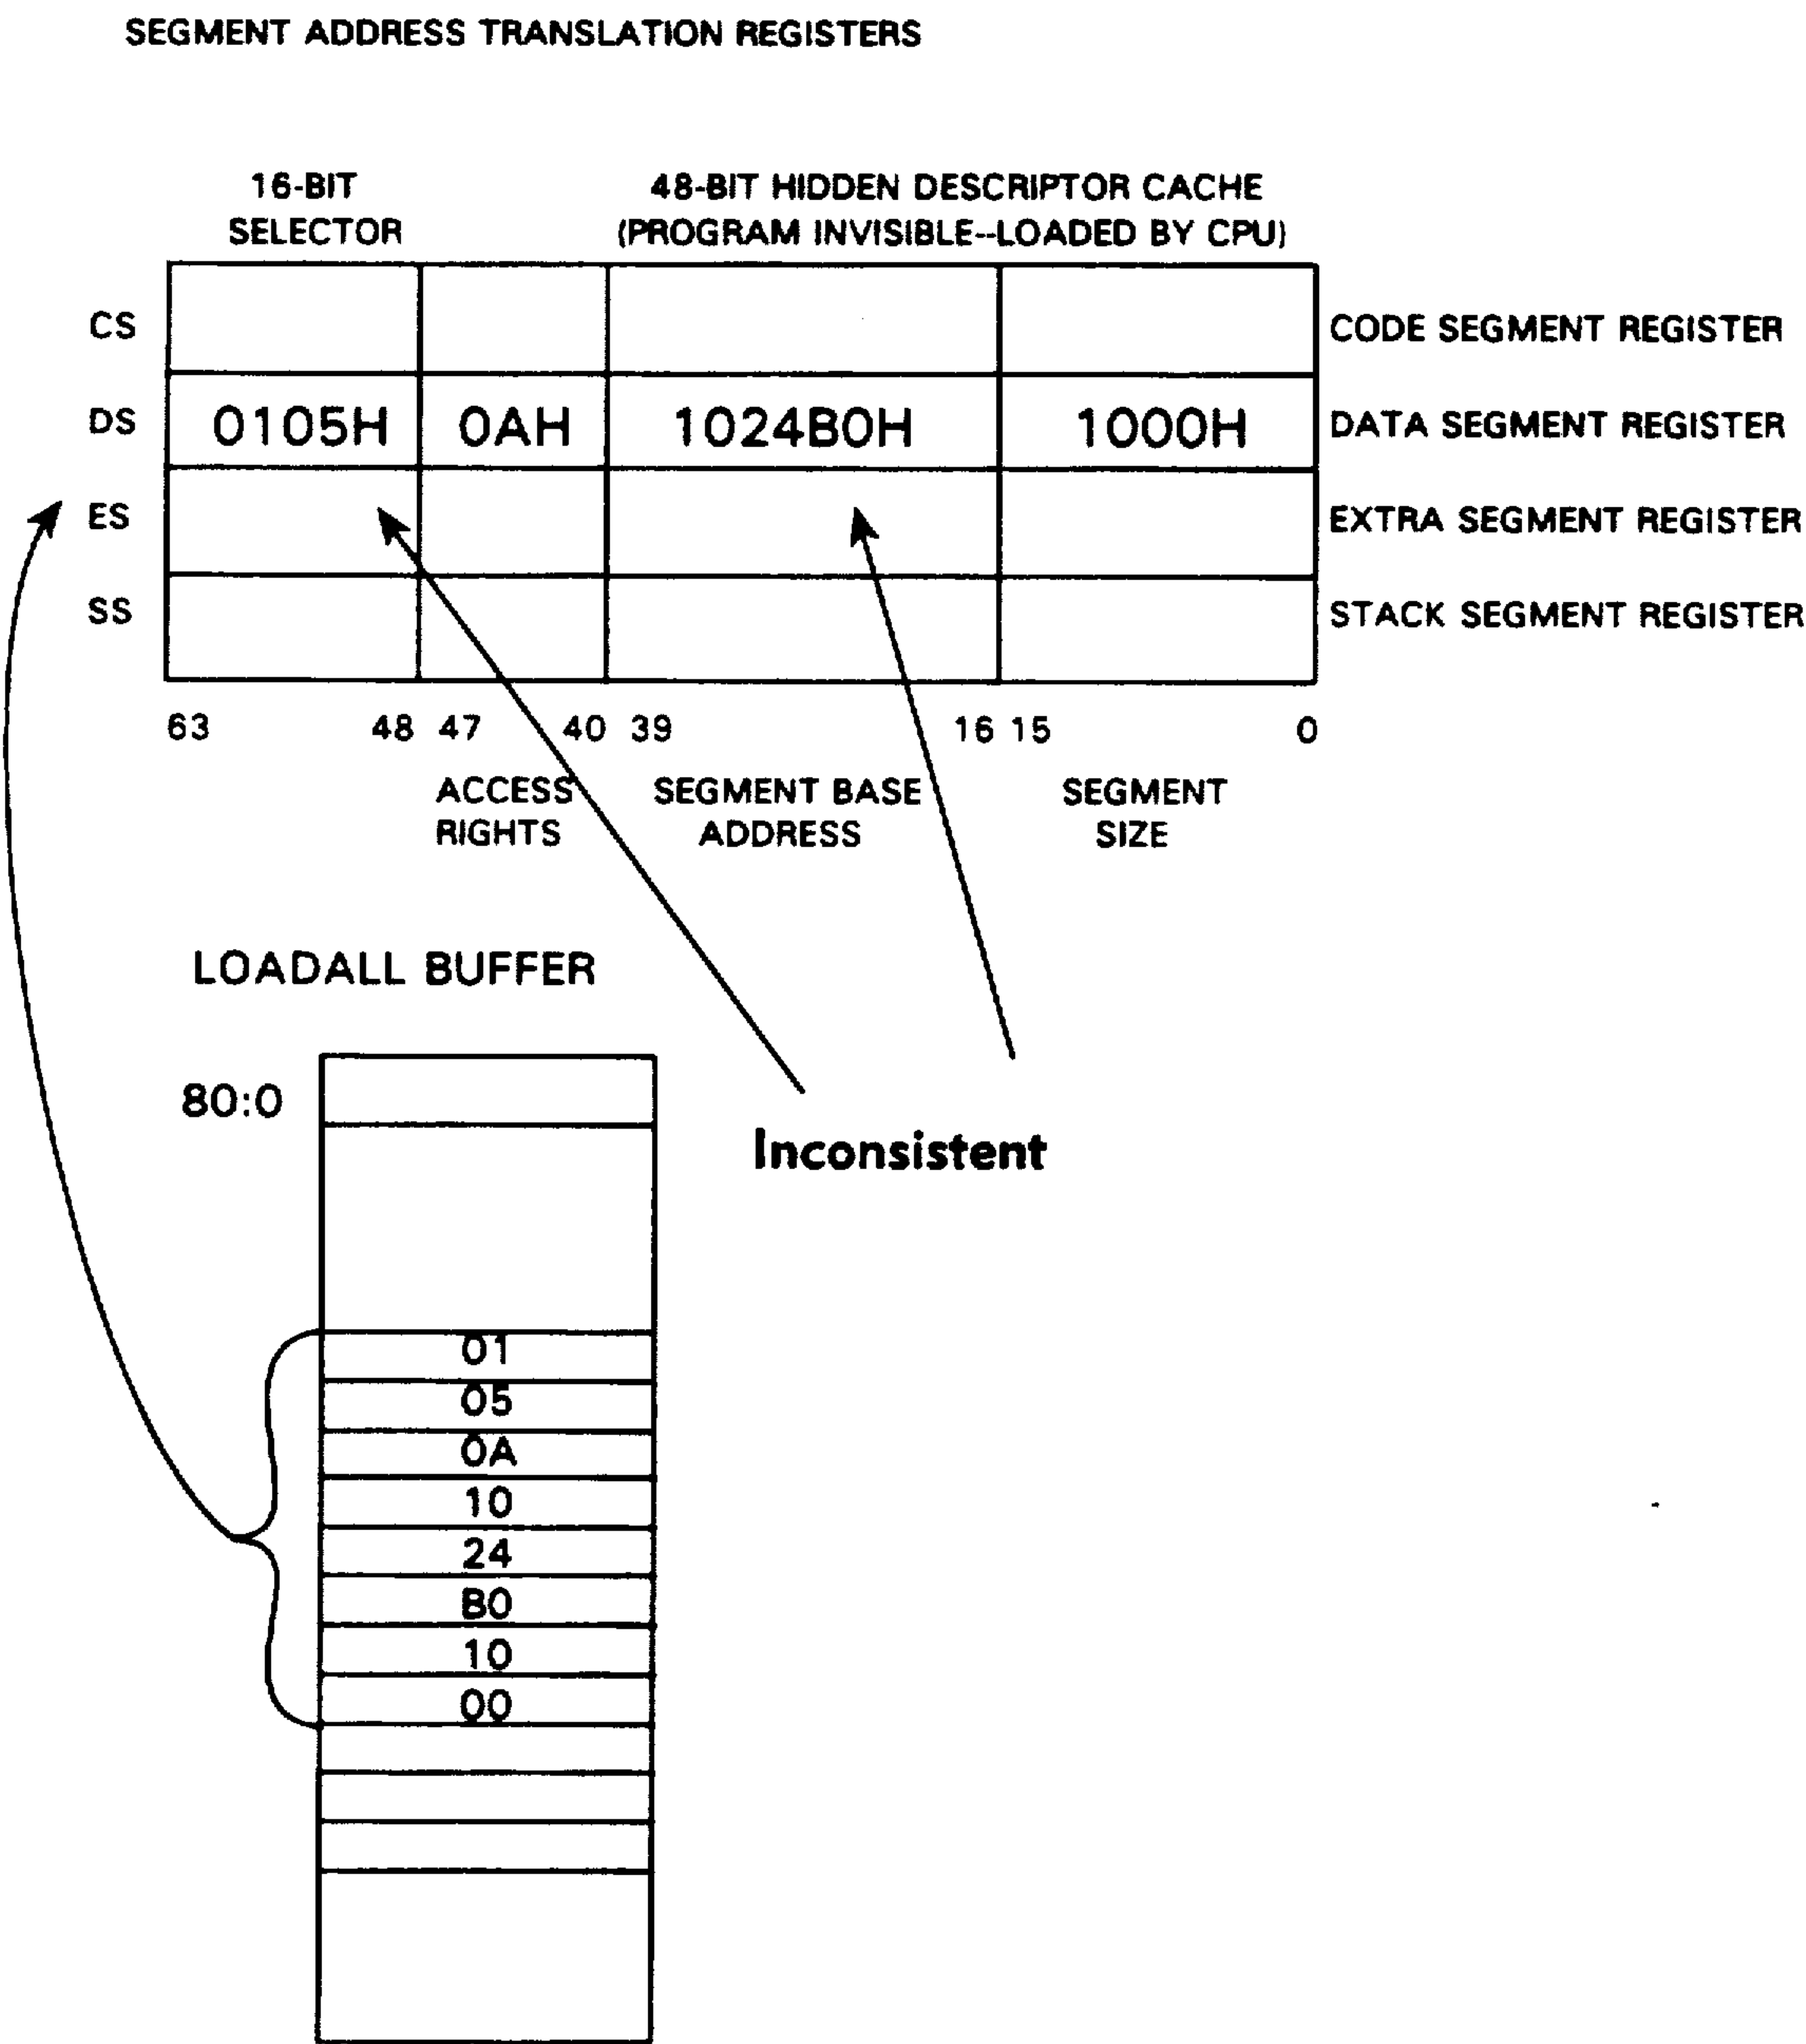 SEGMENT ADDRESS TRANSLATION REGISTERS
16-BIT
SELECTOR
48-BIT HIDDEN DESCRIPTOR CACHE
(PROGRAM INVISIBLE--LOADED BY CPU)
CS
CODE SEGMENT REGISTER
DS 0105H 0AH 1024B0H 1000H DATA SEGMENT REGISTER
ES
EXTRA SEGMENT REGISTER
SS
STACK SEGMENT REGISTER
63 48 47 40 39 16 15 0
ACCESS
RIGHTS
SEGMENT BASE
ADDRESS
SEGMENT
SIZE
LOADALL BUFFER
80:0
Inconsistent
01
05
0A
10
24
B0
10
00